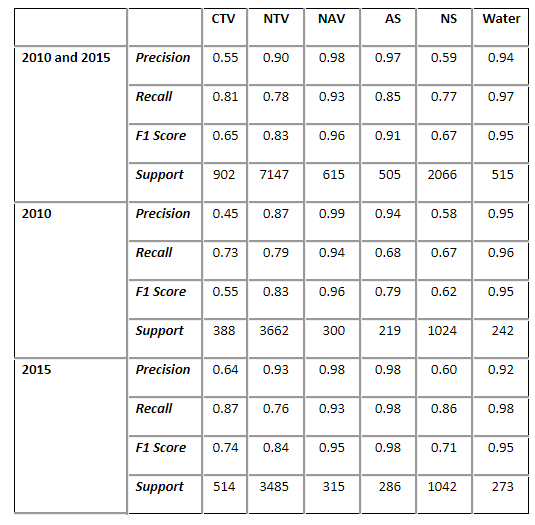 CTV NTV NAV AS NS Water
2010 and 2015 Precision 0.55 0.90 0.98 0.97 0.59 0.94
Recall 0.81 0.78 0.93 0.85 0.77 0.97
F1 Score 0.65 0.83 0.96 0.91 0.67 0.95
Support 902 7147 615 505 2066 515
2010 Precision 0.45 0.87 0.99 0.94 0.58 0.95
Recall 0.73 0.79 0.94 0.68 0.67 0.96
F1 Score 0.55 0.83 0.96 0.79 0.62 0.95
Support 388 3662 300 219 1024 242
2015 Precision 0.64 0.93 0.98 0.98 0.60 0.92
Recall 0.87 0.76 0.93 0.98 0.86 0.98
F1 Score 0.74 0.84 0.95 0.98 0.71 0.95
Support 514 3485 315 286 1042 273